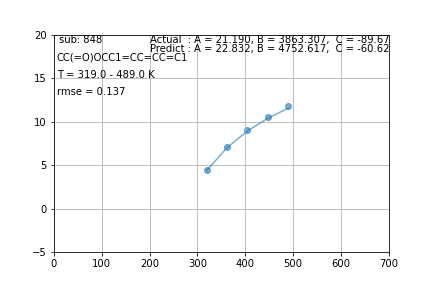 sub: 848
Actual : A = 21.190, B = 3863.307, C = -89.67
Predict : A = 22.832, B = 4752.617, C = -60.62
CC(=O)OCC1=CC=CC=C1
T = 319.0 - 489.0 K
rmse = 0.137
20
15
10
5
0
−5
0 100 200 300 400 500 600 700